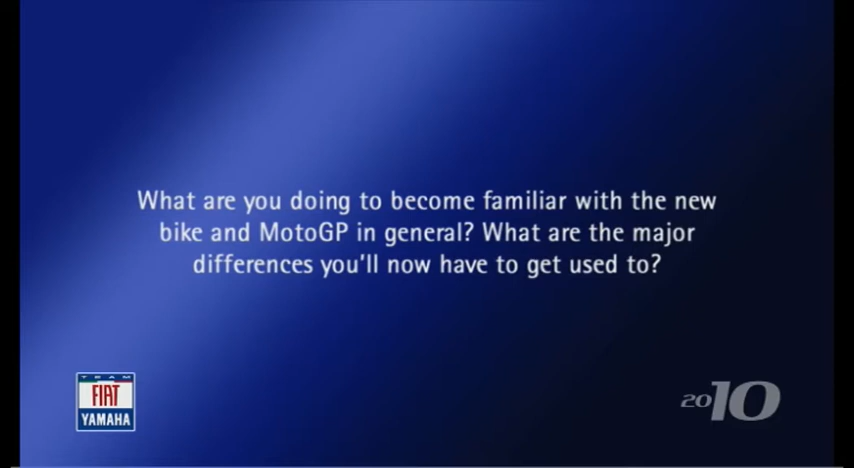 What are you doing to become familiar with the new
bike and MotoGP in general? What are the major
differences you'll now have to get used to?
TEAM
FIAT
YAMAHA
2010